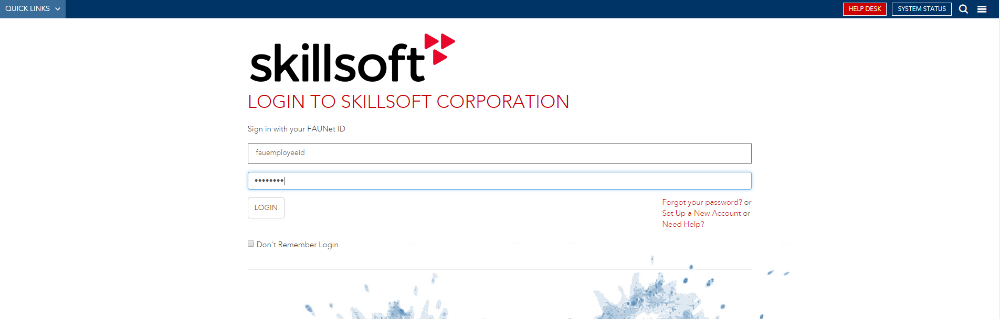 QUICK LINKS
HELP DESK
SYSTEM STATUS
skillsoft
LOGIN TO SKILLSOFT CORPORATION
Sign in with your FAUNet ID
fauemployeeid
••••••••
LOGIN
Forgot your password? or
Set Up a New Account or
Need Help?
Don't Remember Login